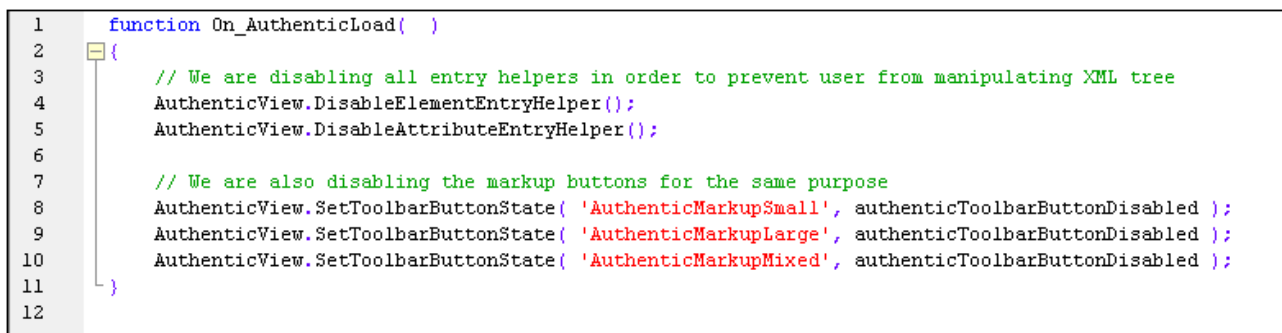 1 function On_AuthenticLoad(  )
2 {
3 // We are disabling all entry helpers in order to prevent user from manipulating XML tree
4 AuthenticView.DisableElementEntryHelper();
5 AuthenticView.DisableAttributeEntryHelper();
6
7 // We are also disabling the markup buttons for the same purpose
8 AuthenticView.SetToolbarButtonState( 'AuthenticMarkupSmall', authenticToolbarButtonDisabled );
9 AuthenticView.SetToolbarButtonState( 'AuthenticMarkupLarge', authenticToolbarButtonDisabled );
10 AuthenticView.SetToolbarButtonState( 'AuthenticMarkupMixed', authenticToolbarButtonDisabled );
11 }
12